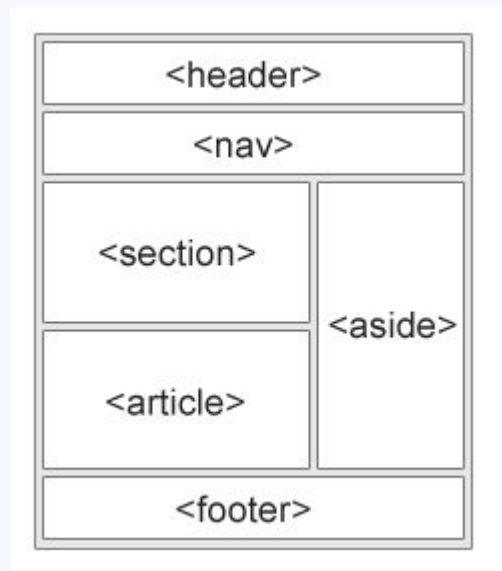 <header>
<nav>
<section>
<aside>
<article>
<footer>